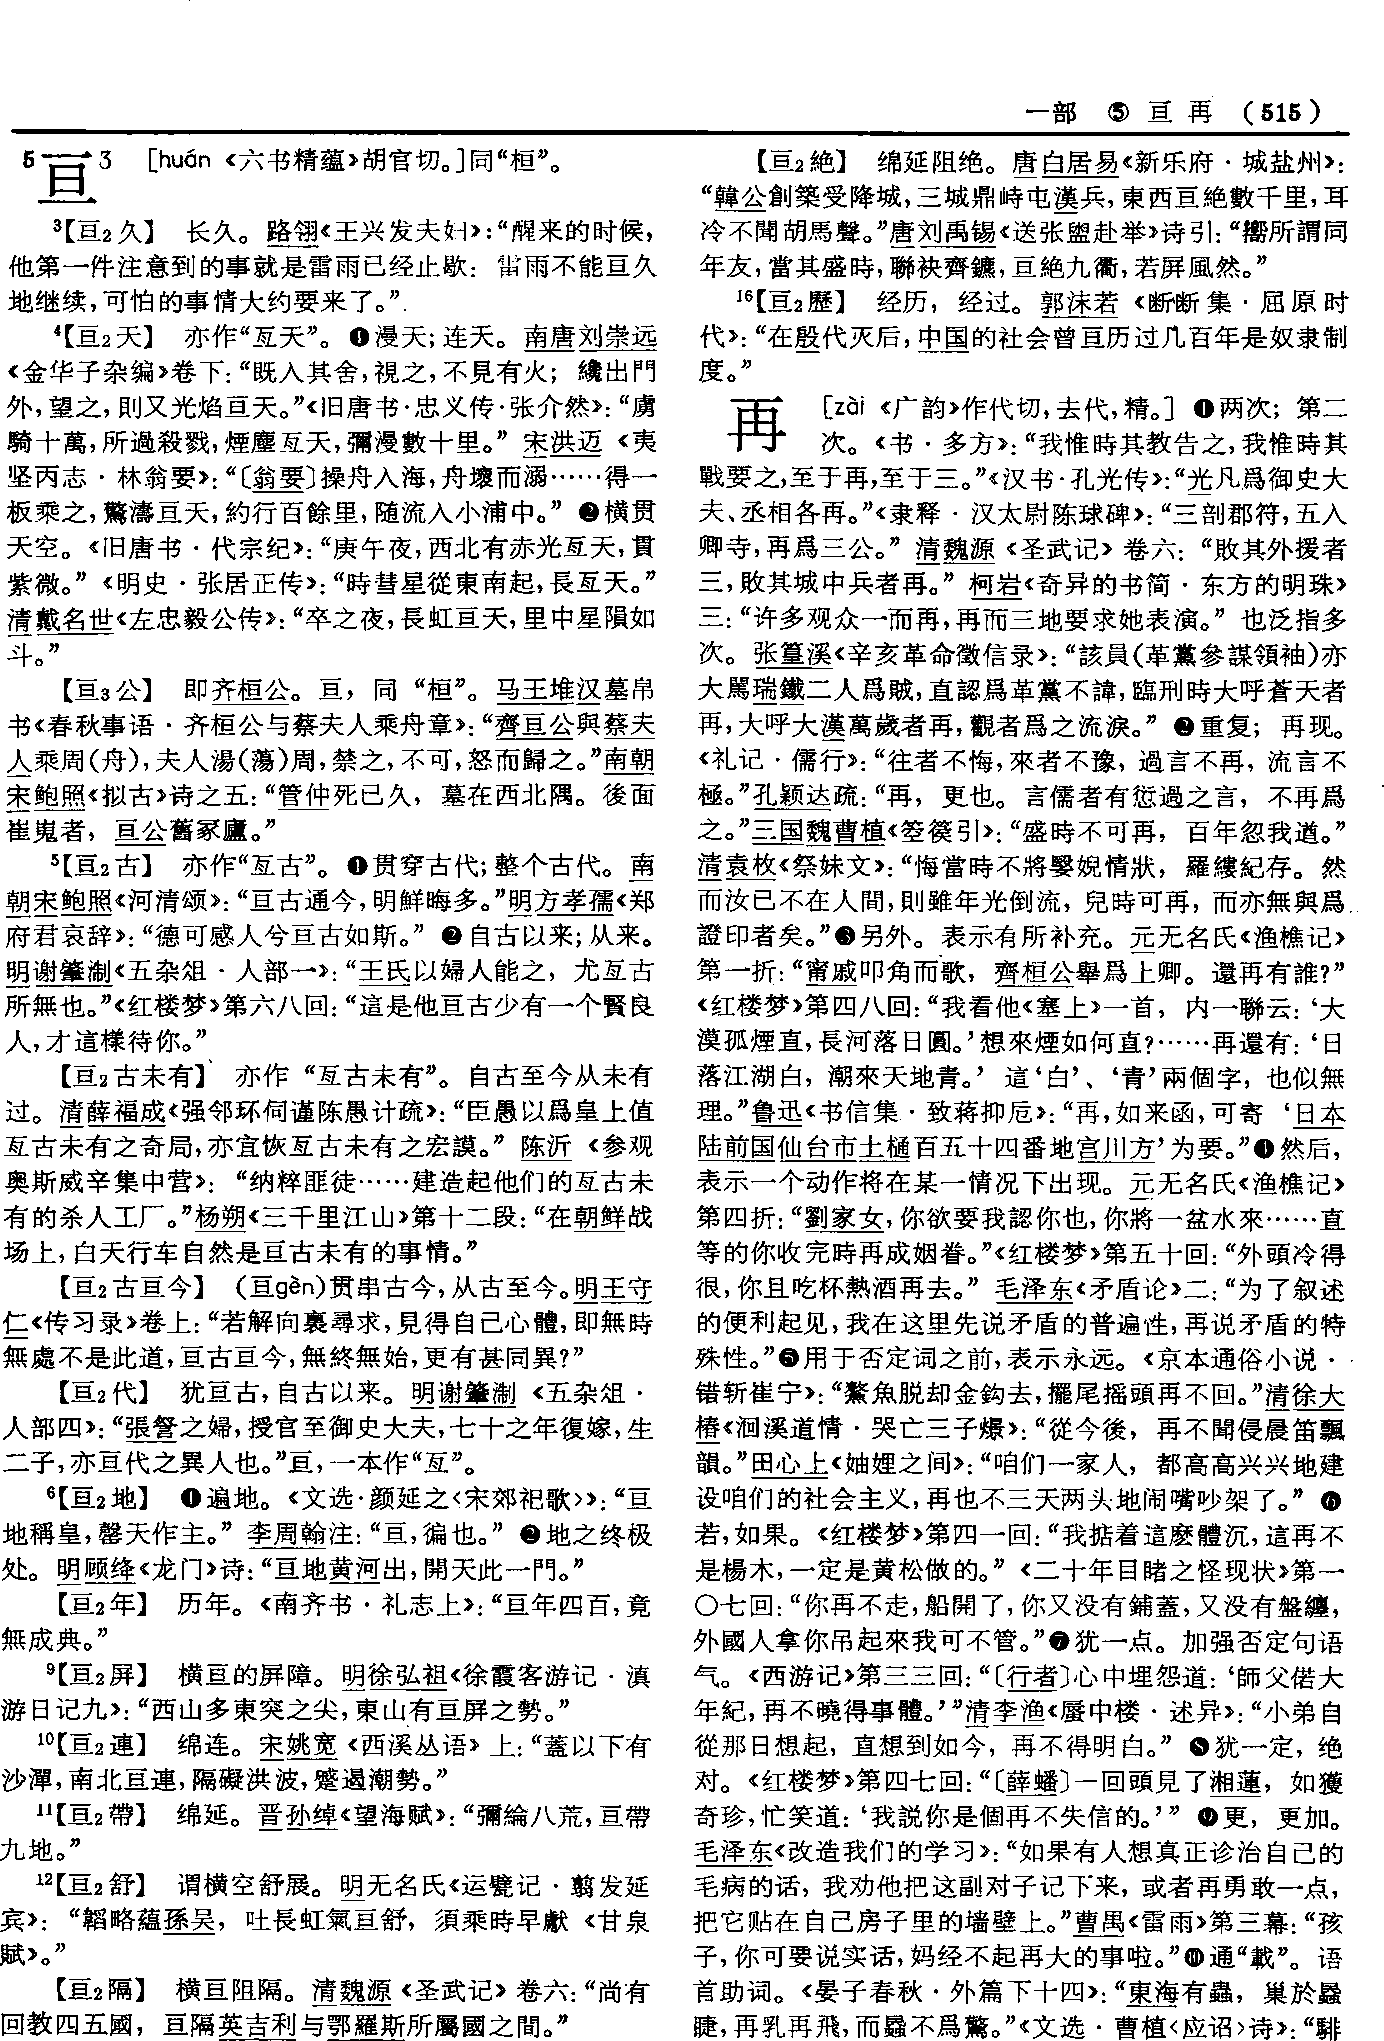 一部 ⑤ 亘 再 (515)
5亘3 [huán 《六书精蕴》胡官切。]同“桓”。
3【亘2久】 长久。路翎《王兴发夫妇》:“醒来的时候,
他第一件注意到的事就是雷雨已经止歇: 雷雨不能亘久
地继续,可怕的事情大约要来了。”
4【亘2天】 亦作“亙天”。❶漫天;连天。南唐刘崇远
《金华子杂编》卷下:“既入其舍,視之,不見有火; 纔出門
外,望之,則又光焰亘天。”《旧唐书·忠义传·张介然》:“虜
騎十萬,所過殺戮,煙塵亙天,彌漫數十里。” 宋洪迈 《夷
坚丙志·林翁要》:“〔翁要〕操舟入海,舟壞而溺……得一
板乘之,驚濤亘天,約行百餘里,随流入小浦中。” ❷横贯
天空。《旧唐书·代宗纪》:“庚午夜,西北有赤光亙天,貫
紫微。” 《明史·张居正传》:“時彗星從東南起,長亙天。”
清戴名世《左忠毅公传》:“卒之夜,長虹亘天,里中星隕如
斗。”
【亘3公】 即齐桓公。亘, 同 “桓”。马王堆汉墓帛
书《春秋事语·齐桓公与蔡夫人乘舟章》:“齊亘公與蔡夫
人乘周(舟),夫人湯(蕩)周,禁之,不可,怒而歸之。”南朝
宋鲍照《拟古》诗之五:“管仲死已久, 墓在西北隅。後面
崔嵬者, 亘公舊冢廬。”
5【亘2古】 亦作“亙古”。❶贯穿古代;整个古代。南
朝宋鲍照《河清颂》:“亘古通今,明鮮晦多。”明方孝孺《郑
府君哀辞》:“德可感人兮亘古如斯。” ❷自古以来;从来。
明谢肇淛《五杂俎·人部一》:“王氏以婦人能之, 尤亙古
所無也。”《红楼梦》第六八回:“這是他亘古少有一个賢良
人,才這樣待你。”
【亘2古未有】 亦作 “亙古未有”。自古至今从未有
过。清薛福成《强邻环伺谨陈愚计疏》:“臣愚以爲皇上值
亙古未有之奇局,亦宜恢亙古未有之宏謨。” 陈沂 《参观
奥斯威辛集中营》: “纳粹匪徒……建造起他们的亙古未
有的杀人工厂。”杨朔《三千里江山》第十二段:“在朝鲜战
场上,白天行车自然是亘古未有的事情。”
【亘2古亘今】 (亘gèn)贯串古今,从古至今。明王守
仁《传习录》卷上:“若解向裏尋求,見得自己心體,即無時
無處不是此道,亘古亘今,無終無始,更有甚同異?”
【亘2代】 犹亘古,自古以来。明谢肇淛 《五杂俎·
人部四》:“張詧之婦,授官至御史大夫,七十之年復嫁,生
二子,亦亘代之異人也。”亘,一本作“亙”。
6【亘2地】 ❶遍地。《文选·颜延之〈宋郊祀歌〉》:“亘
地稱皇,罄天作主。” 李周翰注:“亘,徧也。” ❷地之终极
处。明顾绛《龙门》诗:“亘地黄河出,開天此一門。”
【亘2年】 历年。《南齐书·礼志上》:“亘年四百,竟
無成典。”
9【亘2屏】 横亘的屏障。明徐弘祖《徐霞客游记·滇
游日记九》:“西山多東突之尖,東山有亘屏之勢。”
10【亘2連】 绵连。宋姚宽 《西溪丛语》 上:“蓋以下有
沙潬,南北亘連,隔礙洪波,蹙遏潮勢。”
11【亘2帶】 绵延。晋孙绰《望海赋》:“彌綸八荒,亘帶
九地。”
12【亘2舒】 谓横空舒展。明无名氏《运甓记·翦发延
宾》: “韜略藴孫吴, 吐長虹氣亘舒, 須乘時早獻 《甘泉
賦》。”
【亘2隔】 横亘阻隔。清魏源 《圣武记》 卷六:“尚有
回教四五國, 亘隔英吉利与鄂羅斯所屬國之間。”
【亘2絶】 绵延阻绝。唐白居易《新乐府·城盐州》:
“韓公創築受降城,三城鼎峙屯漢兵,東西亘絶數千里,耳
冷不聞胡馬聲。”唐刘禹锡《送张盥赴举》诗引:“嚮所謂同
年友,當其盛時,聯袂齊鑣,亘絶九衢,若屏風然。”
16【亘2歷】 经历, 经过。郭沫若 《断断集·屈原时
代》:“在殷代灭后,中国的社会曾亘历过几百年是奴隶制
度。”
再 [zài 《广韵》作代切,去代,精。] ❶两次; 第二
次。《书·多方》:“我惟時其教告之,我惟時其
戰要之,至于再,至于三。”《汉书·孔光传》:“光凡爲御史大
夫、丞相各再。”《隶释·汉太尉陈球碑》:“三剖郡符,五入
卿寺,再爲三公。” 清魏源 《圣武记》 卷六: “敗其外援者
三,敗其城中兵者再。” 柯岩《奇异的书简·东方的明珠》
三:“许多观众一而再,再而三地要求她表演。” 也泛指多
次。张篁溪《辛亥革命徵信录》:“該員(革黨參謀領袖)亦
大駡瑞鐵二人爲賊,直認爲革黨不諱,臨刑時大呼蒼天者
再,大呼大漢萬歲者再,觀者爲之流淚。” ❷重复; 再现。
《礼记·儒行》:“往者不悔,來者不豫, 過言不再, 流言不
極。”孔颖达疏:“再, 更也。言儒者有愆過之言, 不再爲
之。”三国魏曹植《箜篌引》:“盛時不可再, 百年忽我遒。”
清袁枚《祭妹文》:“悔當時不將嫛婗情狀, 羅縷紀存。然
而汝已不在人間,則雖年光倒流, 兒時可再, 而亦無與爲
證印者矣。”❸另外。表示有所补充。元无名氏《渔樵记》
第一折:“甯戚叩角而歌, 齊桓公舉爲上卿。還再有誰?”
《红楼梦》第四八回:“我看他《塞上》一首, 内一聯云:‘大
漠孤煙直,長河落日圓。’想來煙如何直?……再還有:‘日
落江湖白, 潮來天地青。’ 這‘白’、‘青’兩個字, 也似無
理。”鲁迅《书信集·致蒋抑卮》:“再,如来函,可寄 ‘日本
陆前国仙台市土樋百五十四番地宫川方’为要。”❹然后,
表示一个动作将在某一情况下出现。元无名氏《渔樵记》
第四折:“劉家女,你欲要我認你也,你將一盆水來……直
等的你收完時再成姻眷。”《红楼梦》第五十回:“外頭冷得
很,你且吃杯熱酒再去。” 毛泽东《矛盾论》二:“为了叙述
的便利起见,我在这里先说矛盾的普遍性,再说矛盾的特
殊性。”❺用于否定词之前,表示永远。《京本通俗小说·
错斩崔宁》:“鰲魚脱却金鈎去,擺尾摇頭再不回。”清徐大
椿《洄溪道情·哭亡三子爔》:“從今後, 再不聞侵晨笛飄
韻。”田心上《妯娌之间》:“咱们一家人, 都高高兴兴地建
设咱们的社会主义,再也不三天两头地闹嘴吵架了。” ❻
若,如果。《红楼梦》第四一回:“我掂着這麽體沉,這再不
是楊木,一定是黄松做的。” 《二十年目睹之怪现状》第一
〇七回:“你再不走,船開了,你又没有鋪蓋,又没有盤纏,
外國人拿你吊起來我可不管。”❼犹一点。加强否定句语
气。《西游记》第三三回:“〔行者〕心中埋怨道:‘師父偌大
年紀,再不曉得事體。’”清李渔《蜃中楼·述异》:“小弟自
從那日想起, 直想到如今, 再不得明白。” ❽犹一定, 绝
对。《红楼梦》第四七回:“〔薛蟠〕一回頭見了湘蓮, 如獲
奇珍,忙笑道:‘我説你是個再不失信的。’” ❾更, 更加。
毛泽东《改造我们的学习》:“如果有人想真正诊治自己的
毛病的话, 我劝他把这副对子记下来, 或者再勇敢一点,
把它贴在自己房子里的墙壁上。”曹禺《雷雨》第三幕:“孩
子,你可要说实话,妈经不起再大的事啦。”❿通“載”。语
首助词。《晏子春秋·外篇下十四》:“東海有蟲, 巢於蟁
睫,再乳再飛,而蟁不爲驚。”《文选·曹植〈应诏〉诗》:“騑